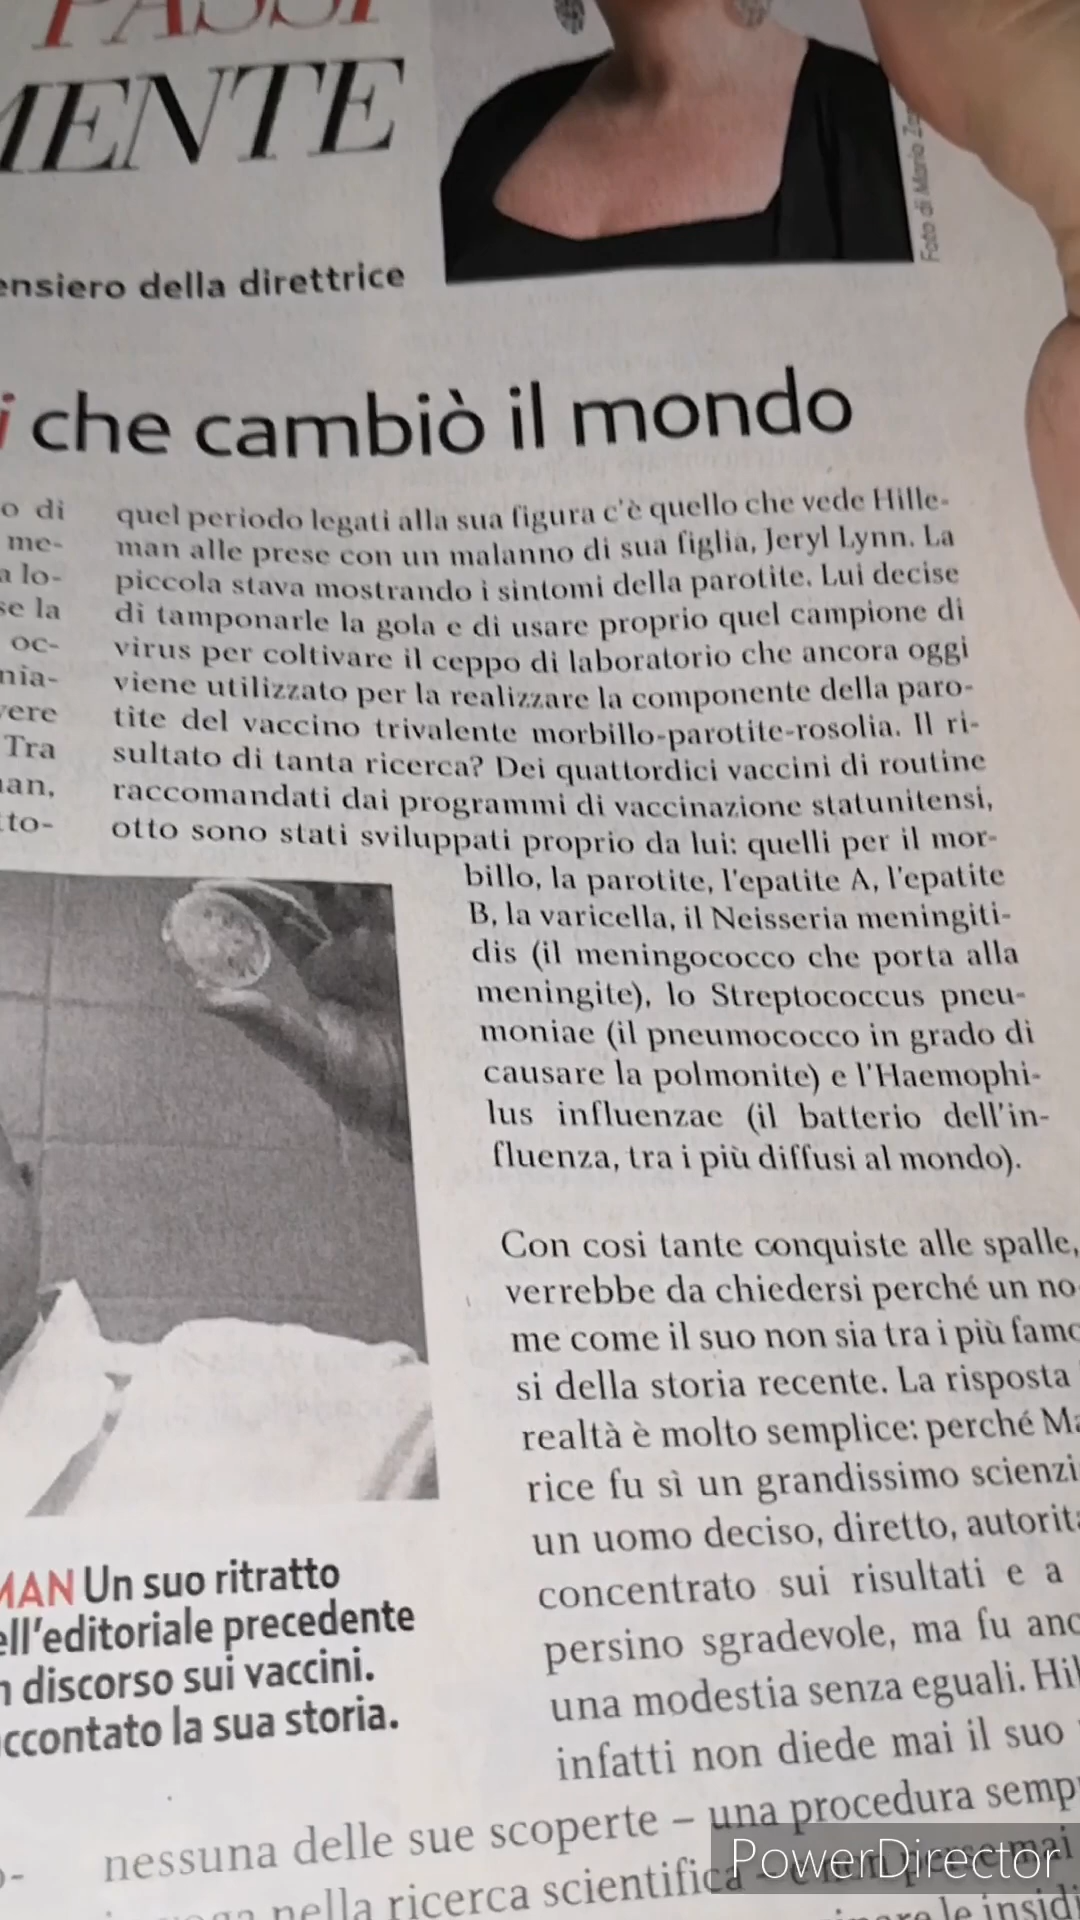 PASSI
MENTE
ensiero della direttrice
Foto di Mario
i che cambiò il mondo
o di
me-
a lo-
se la
oc-
nia-
vere
Tra
an,
to-
quel periodo legati alla sua figura c'è quello che vede Hille-
man alle prese con un malanno di sua figlia, Jeryl Lynn. La
piccola stava mostrando i sintomi della parotite. Lui decise
di tamponarle la gola e di usare proprio quel campione di
virus per coltivare il ceppo di laboratorio che ancora oggi
viene utilizzato per la realizzare la componente della paro-
tite del vaccino trivalente morbillo-parotite-rosolia. Il ri-
sultato di tanta ricerca? Dei quattordici vaccini di routine
raccomandati dai programmi di vaccinazione statunitensi,
otto sono stati sviluppati proprio da lui: quelli per il mor-
billo, la parotite, l'epatite A, l'epatite
B, la varicella, il Neisseria meningiti-
dis (il meningococco che porta alla
meningite), lo Streptococcus pneu-
moniae (il pneumococco in grado di
causare la polmonite) e l'Haemophi-
lus influenzae (il batterio dell'in-
fluenza, tra i più diffusi al mondo).
Con cosi tante conquiste alle spalle,
verrebbe da chiedersi perché un no-
me come il suo non sia tra i più famo
si della storia recente. La risposta
realtà è molto semplice: perché Ma
rice fu sì un grandissimo scienzi
un uomo deciso, diretto, autorita
concentrato sui risultati e a
persino sgradevole, ma fu anc
una modestia senza eguali. Hil
infatti non diede mai il suo
nessuna delle sue scoperte – una procedura semp
nella ricerca scientifica mai
le insidi
MAN Un suo ritratto
ell'editoriale precedente
n discorso sui vaccini.
ccontato la sua storia.
PowerDirector